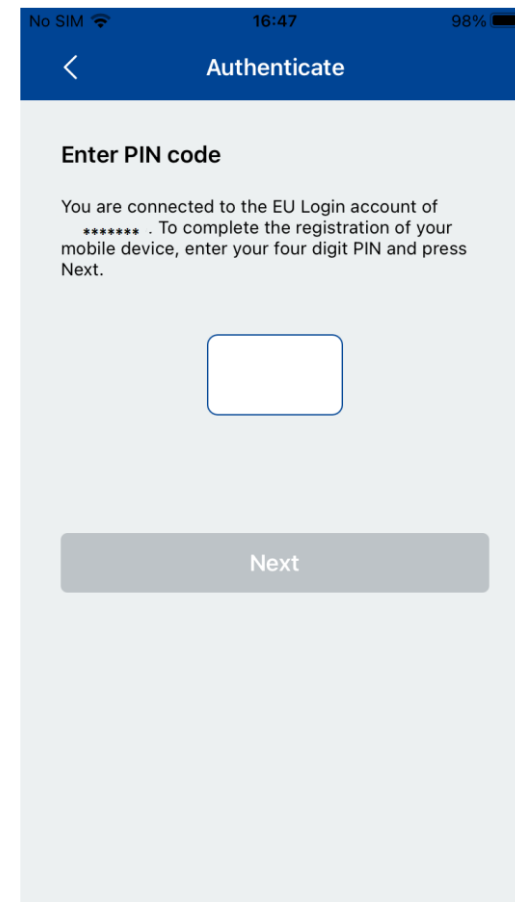 No SIM 16:47 98%
Authenticate
Enter PIN code
You are connected to the EU Login account of
******* . To complete the registration of your
mobile device, enter your four digit PIN and press
Next.
Next